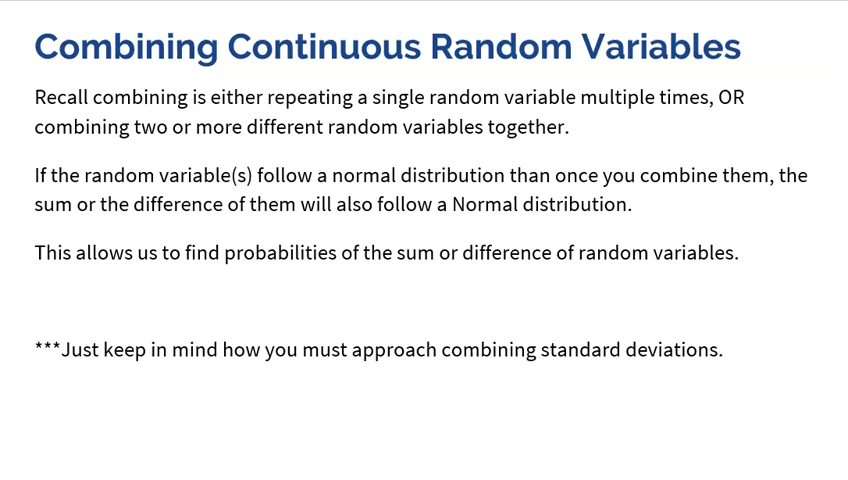 Combining Continuous Random Variables
Recall combining is either repeating a single random variable multiple times, OR
combining two or more different random variables together.
If the random variable(s) follow a normal distribution than once you combine them, the
sum or the difference of them will also follow a Normal distribution.
This allows us to find probabilities of the sum or difference of random variables.
***Just keep in mind how you must approach combining standard deviations.